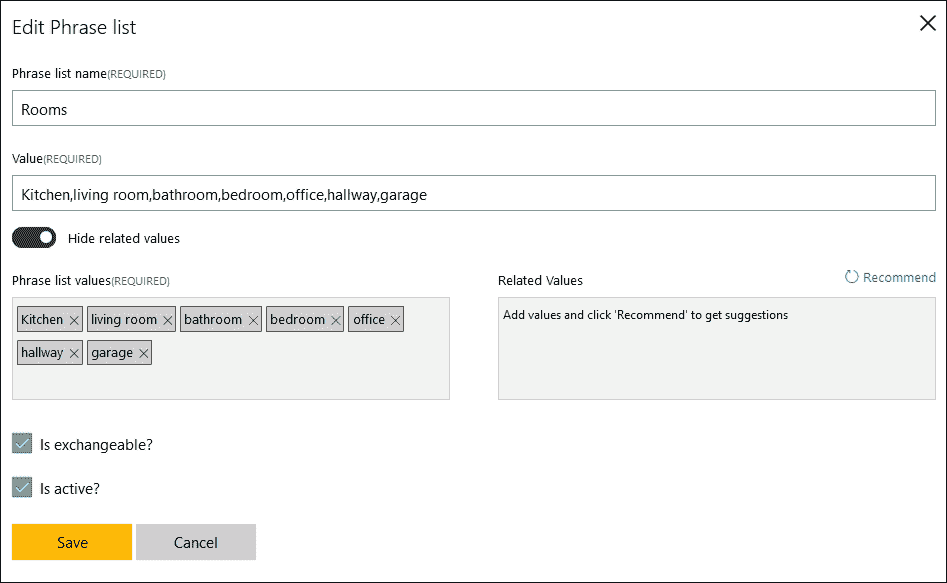 Edit Phrase list
Phrase list name(REQUIRED)
Rooms
Value(REQUIRED)
Kitchen,living room,bathroom,bedroom,office,hallway,garage
Hide related values
Phrase list values(REQUIRED)
Kitchen living room bathroom bedroom office
hallway garage
Related Values
Recommend
Add values and click 'Recommend' to get suggestions
Is exchangeable?
Is active?
Save Cancel